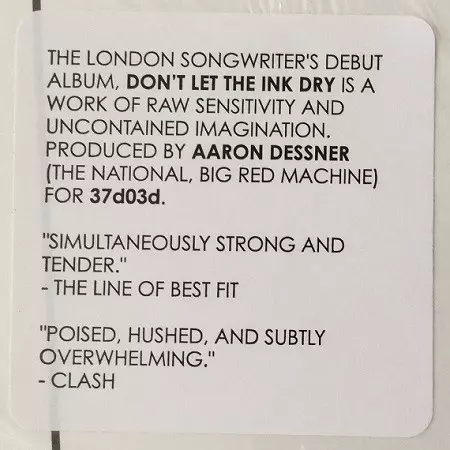 THE LONDON SONGWRITER'S DEBUT
ALBUM, DON'T LET THE INK DRY IS A
WORK OF RAW SENSITIVITY AND
UNCONTAINED IMAGINATION.
PRODUCED BY AARON DESSNER
(THE NATIONAL, BIG RED MACHINE)
FOR 37d03d.
"SIMULTANEOUSLY STRONG AND
TENDER."
- THE LINE OF BEST FIT
"POISED, HUSHED, AND SUBTLY
OVERWHELMING."
- CLASH